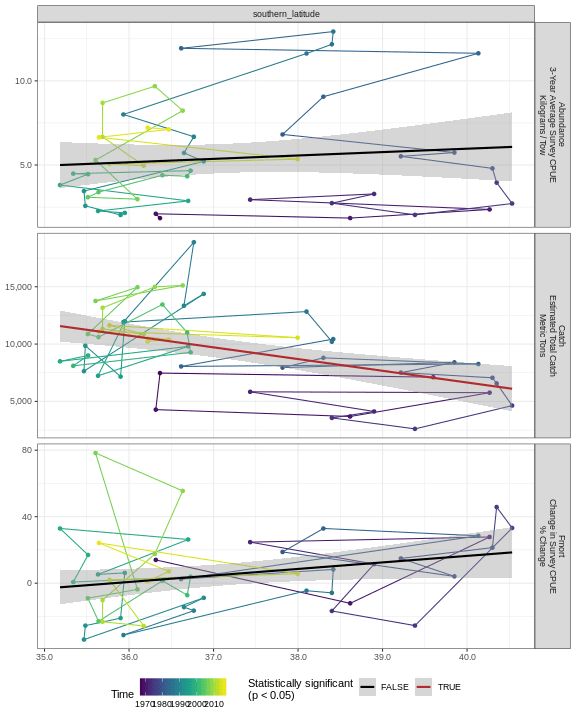 southern_latitude
10.0
5.0
Abundance
3-Year Average Survey CPUE
Kilograms / Tow
15,000
10,000
5,000
Catch
Estimated Total Catch
Metric Tons
80
40
0
Fmort
Change in Survey CPUE
% Change
35.0 36.0 37.0 38.0 39.0 40.0
Time
1970 1980 1990 2000 2010
Statistically significant
(p < 0.05)
FALSE TRUE